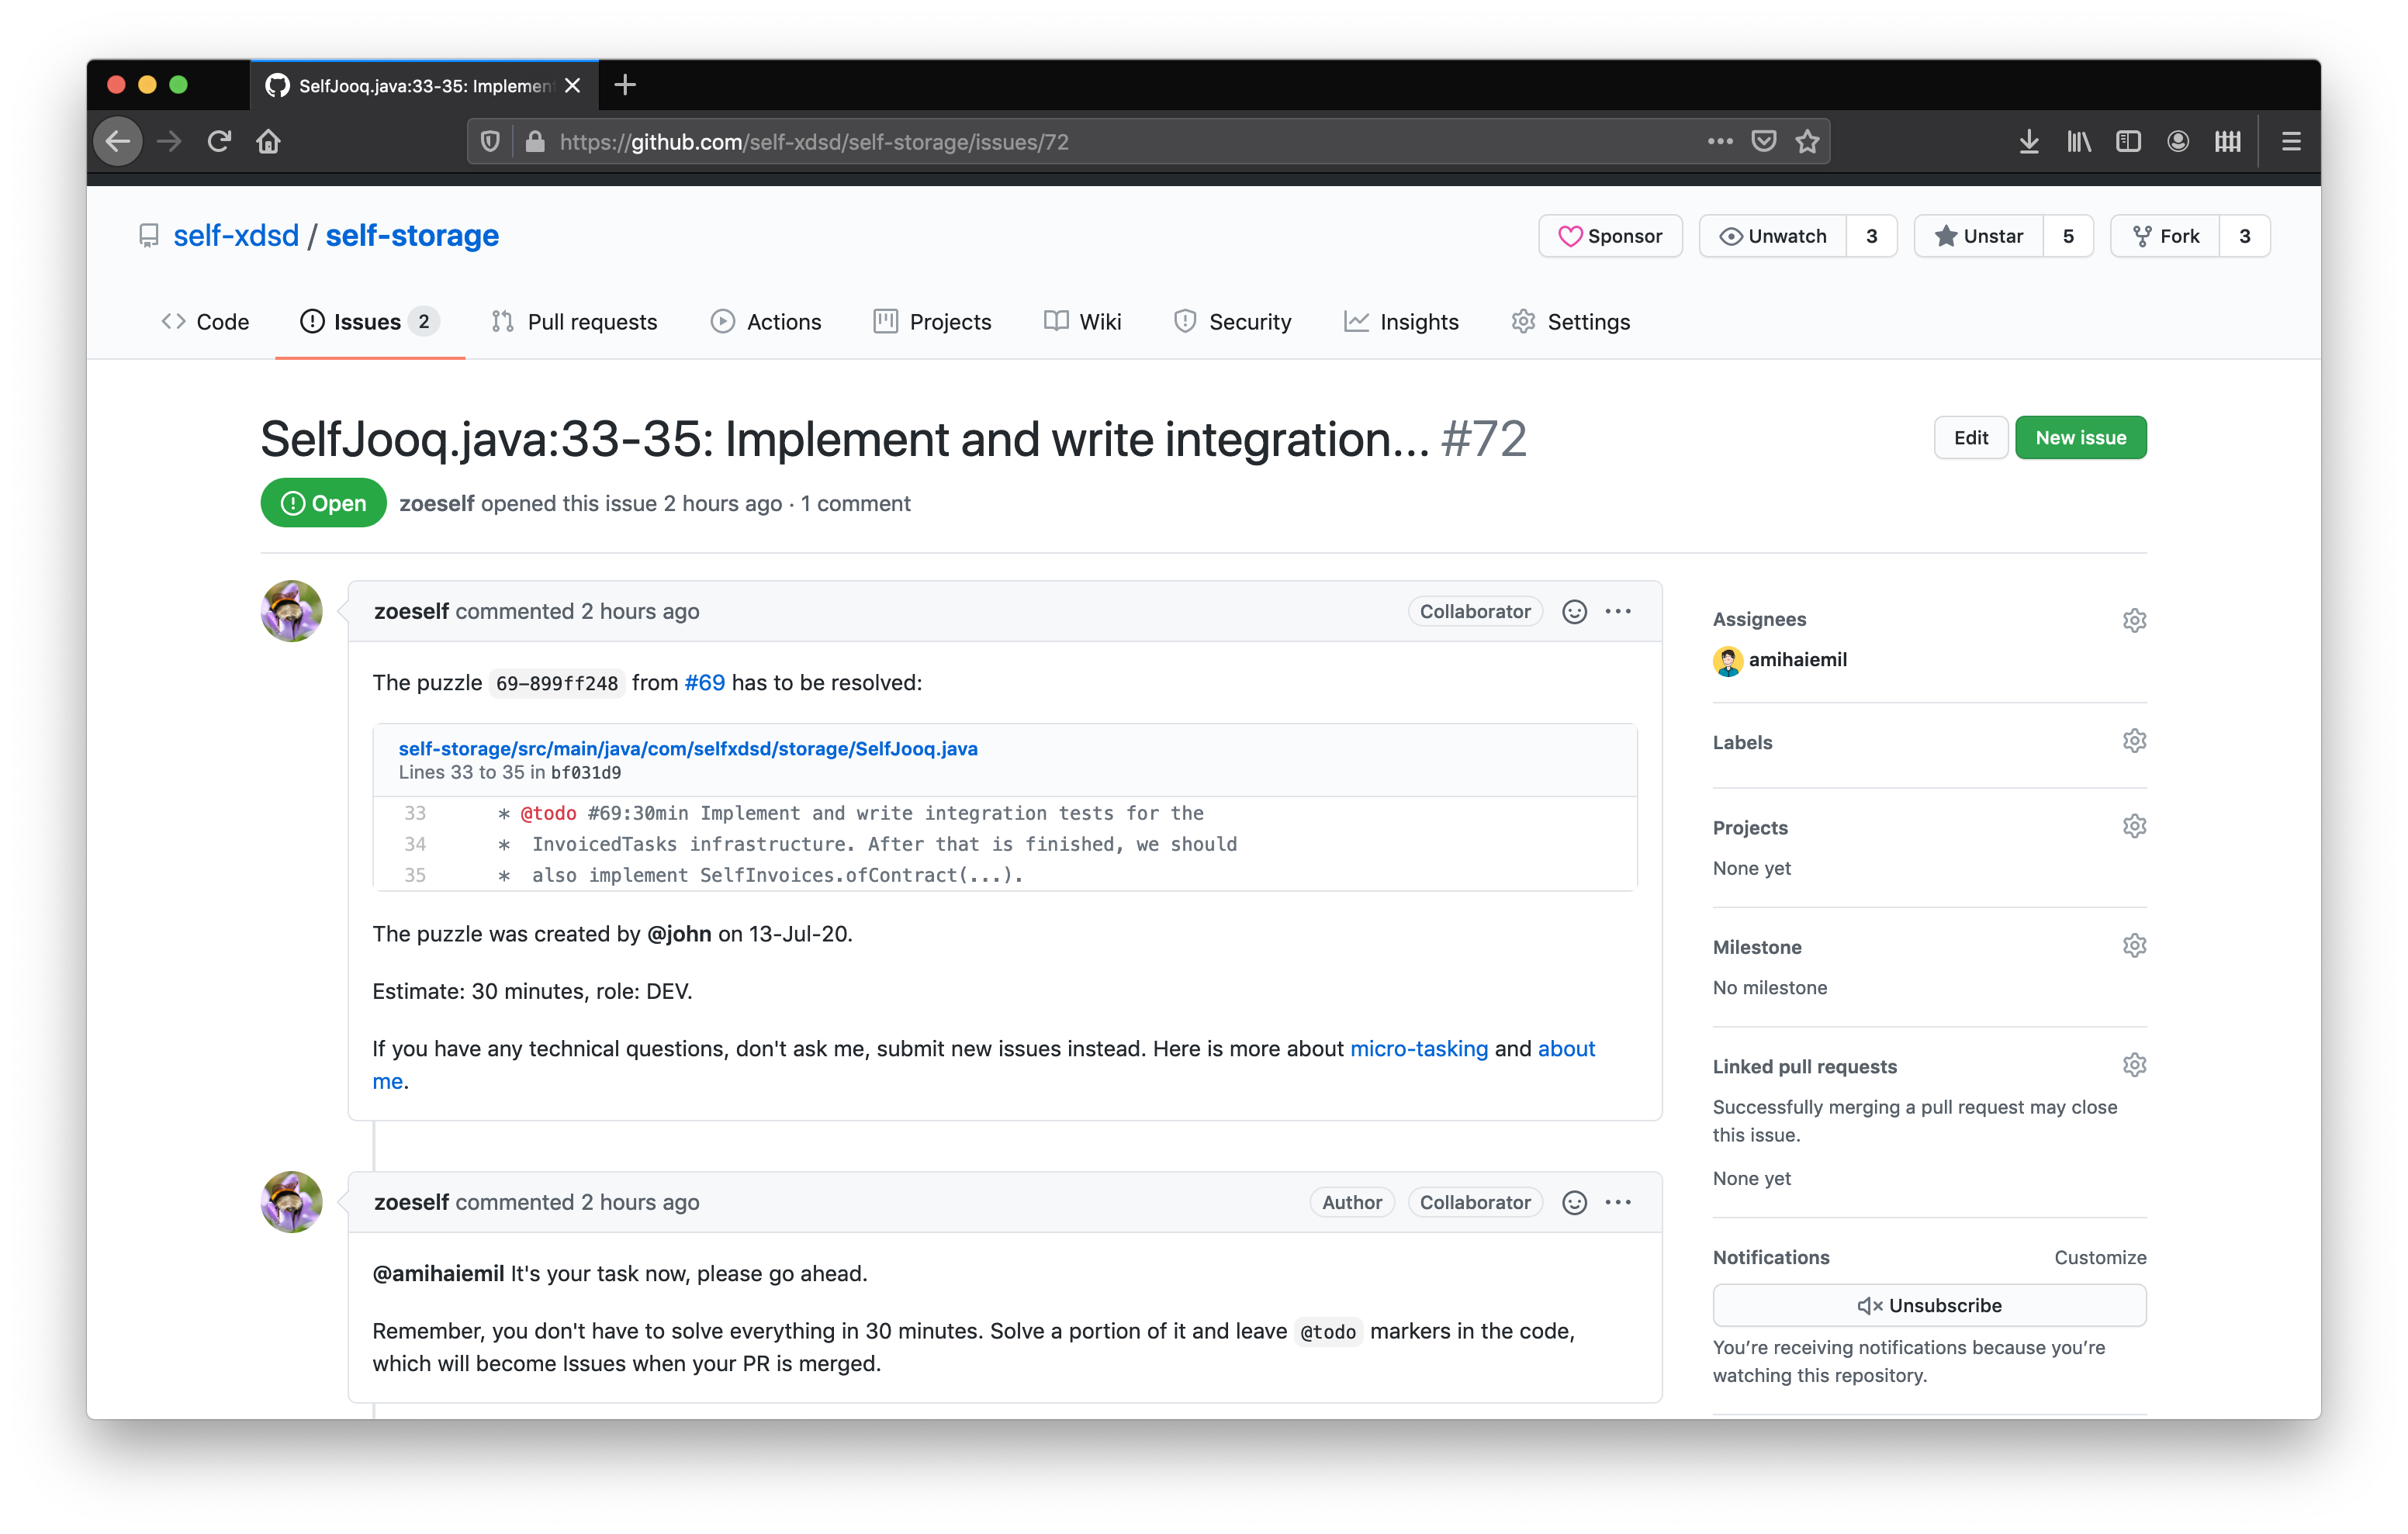 SelfJooq.java:33-35: Implemen
https://github.com/self-xdsd/self-storage/issues/72
self-xdsd / self-storage
Sponsor
Unwatch 3
Unstar 5
Fork 3
Code
Issues 2
Pull requests
Actions
Projects
Wiki
Security
Insights
Settings
SelfJooq.java:33-35: Implement and write integration... #72
Edit
New issue
Open
zoeself opened this issue 2 hours ago · 1 comment
zoeself commented 2 hours ago
Collaborator
The puzzle 69-899ff248 from #69 has to be resolved:
self-storage/src/main/java/com/selfxdsd/storage/SelfJooq.java
Lines 33 to 35 in bf031d9
33 * @todo #69:30min Implement and write integration tests for the
34 * InvoicedTasks infrastructure. After that is finished, we should
35 * also implement SelfInvoices.ofContract(...).
The puzzle was created by @john on 13-Jul-20.
Estimate: 30 minutes, role: DEV.
If you have any technical questions, don't ask me, submit new issues instead. Here is more about micro-tasking and about
me.
zoeself commented 2 hours ago
Author
Collaborator
@amihaiemil It's your task now, please go ahead.
Remember, you don't have to solve everything in 30 minutes. Solve a portion of it and leave @todo markers in the code,
which will become Issues when your PR is merged.
Assignees
amihaiemil
Labels
Projects
None yet
Milestone
No milestone
Linked pull requests
Successfully merging a pull request may close
this issue.
None yet
Notifications
Customize
Unsubscribe
You’re receiving notifications because you’re
watching this repository.